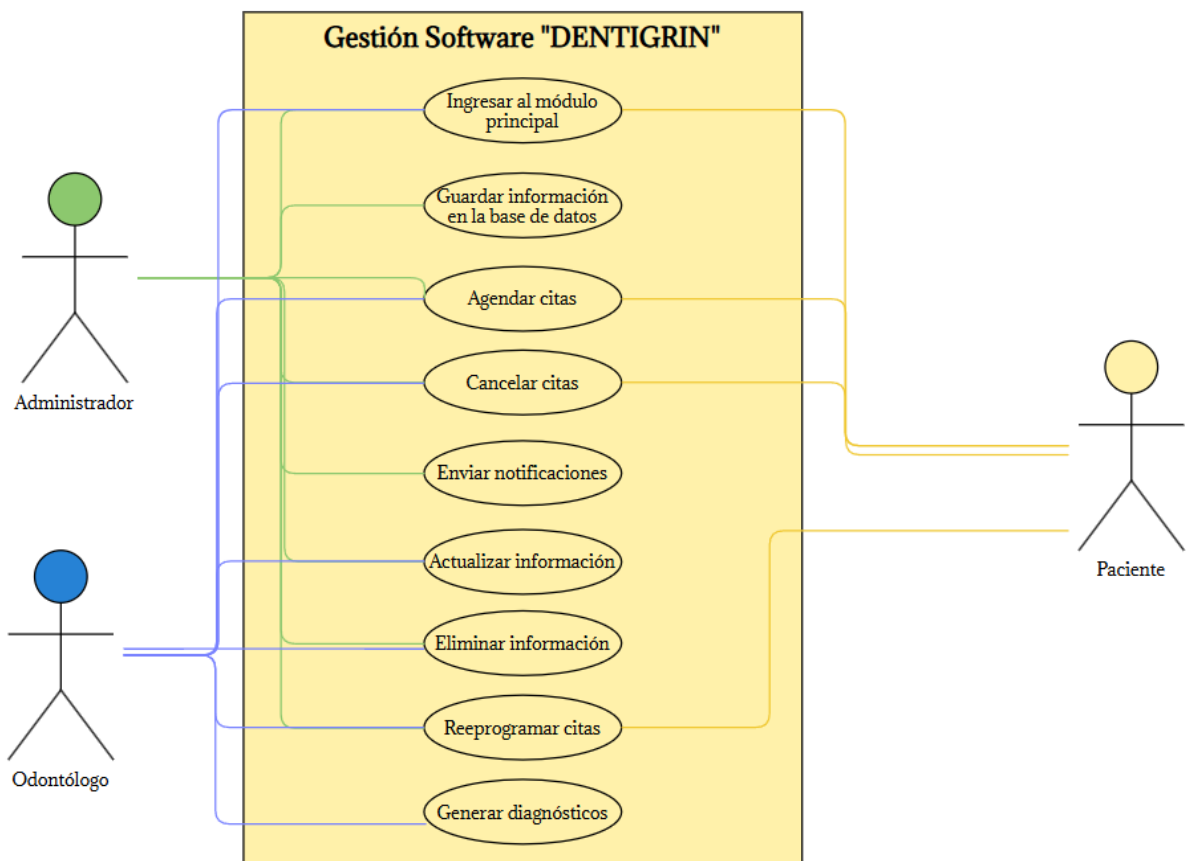 Gestión Software "DENTIGRIN"
Ingresar al módulo
principal
Guardar información
en la base de datos
Agendar citas
Cancelar citas
Administrador
Enviar notificaciones
Actualizar información
Paciente
Eliminar información
Reeprogramar citas
Odontólogo
Generar diagnósticos